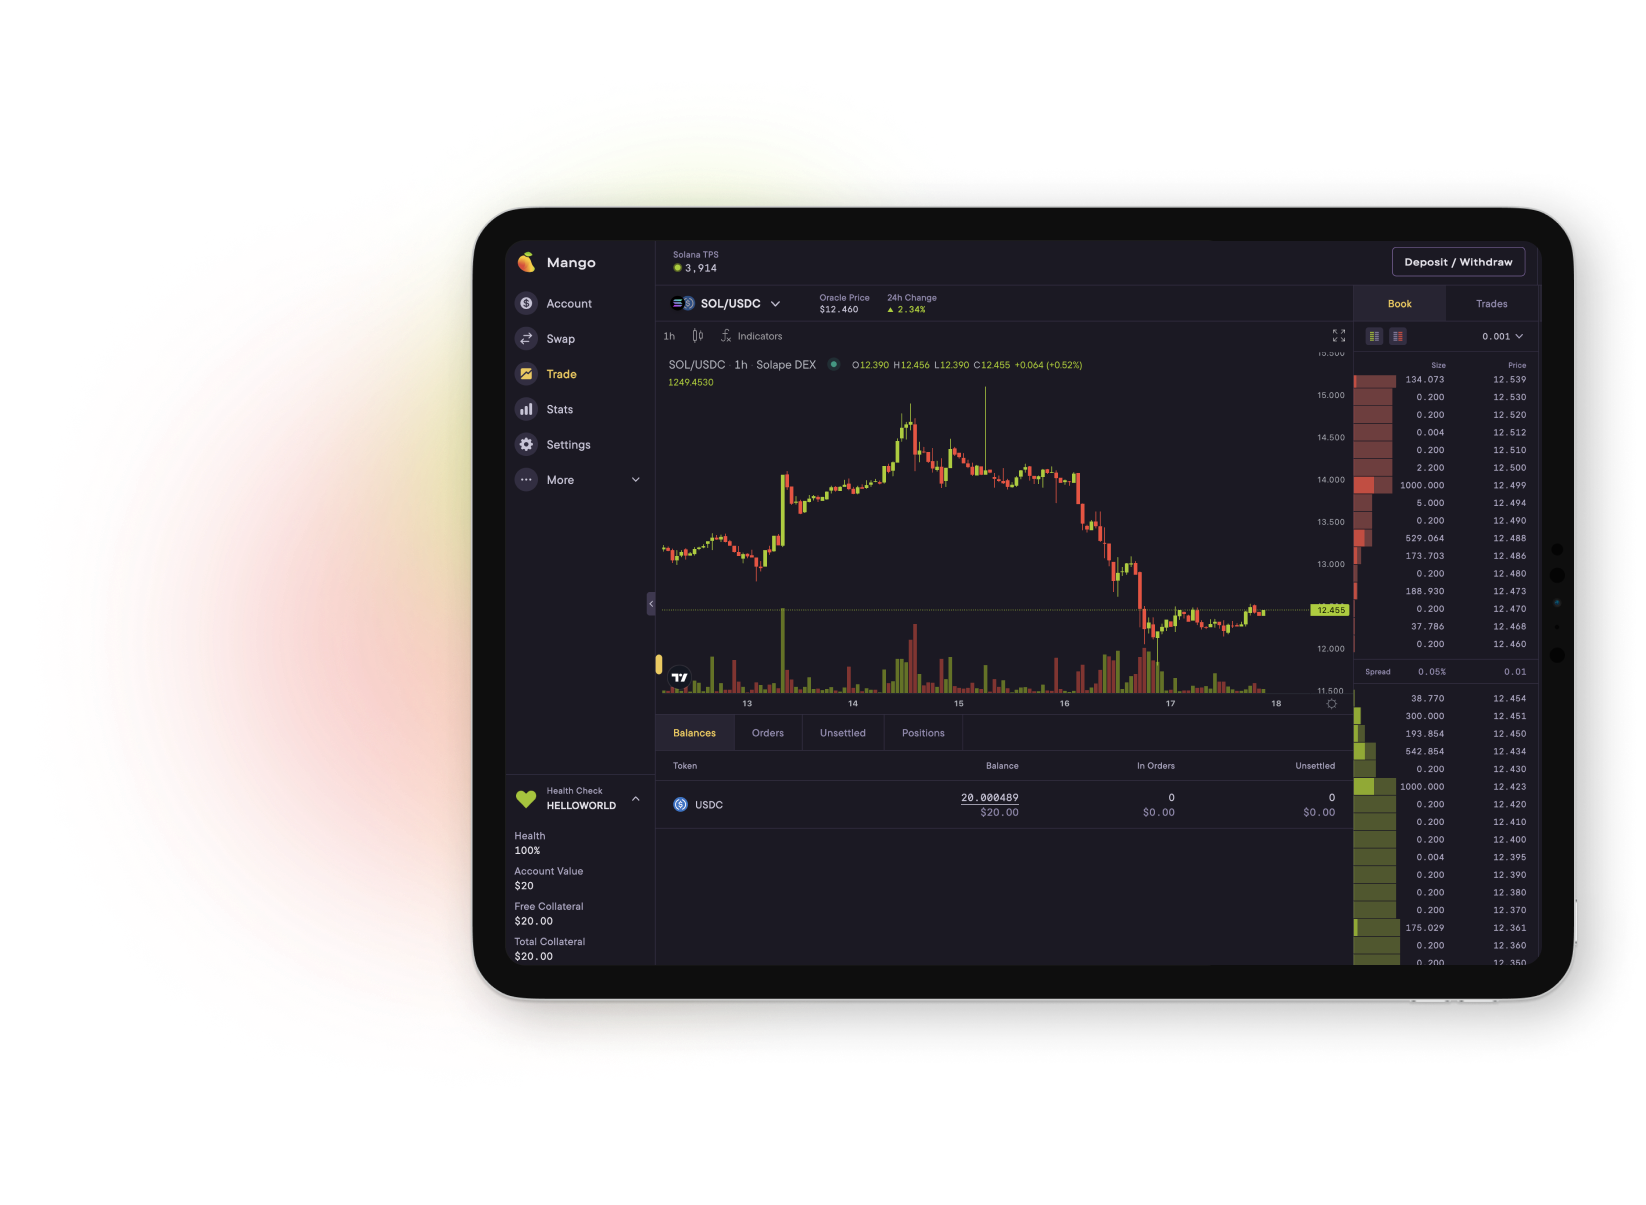 Mango
Account
Swap
Trade
Stats
Settings
More
Health Check
HELLOWORLD
Health
100%
Account Value
$20
Free Collateral
$20.00
Total Collateral
$20.00
Solana TPS
3,914
Deposit / Withdraw
SOL/USDC
Oracle Price
$12.460
24h Change
▲ 2.34%
1h
Indicators
SOL/USDC · 1h · Solape DEX
O12.390 H12.456 L12.390 C12.455 +0.064 (+0.52%)
1249.4530
15.500
15.000
14.500
14.000
13.500
13.000
12.455
12.000
11.500
13 14 15 16 17 18
Balances Orders Unsettled Positions
Token Balance In Orders Unsettled
USDC 20.000489 0 0
$20.00 $0.00 $0.00
Book Trades
0.001
Size Price
134.073 12.539
0.200 12.530
0.200 12.520
0.004 12.512
0.200 12.510
2.200 12.500
1000.000 12.499
5.000 12.494
0.200 12.490
529.064 12.488
173.703 12.486
0.200 12.480
188.930 12.473
0.200 12.470
37.786 12.468
0.200 12.460
Spread 0.05% 0.01
38.770 12.454
300.000 12.451
193.854 12.450
542.854 12.434
0.200 12.430
1000.000 12.423
0.200 12.420
0.200 12.410
0.200 12.400
0.004 12.395
0.200 12.390
0.200 12.380
0.200 12.370
175.029 12.361
0.200 12.360
0.200 12.350